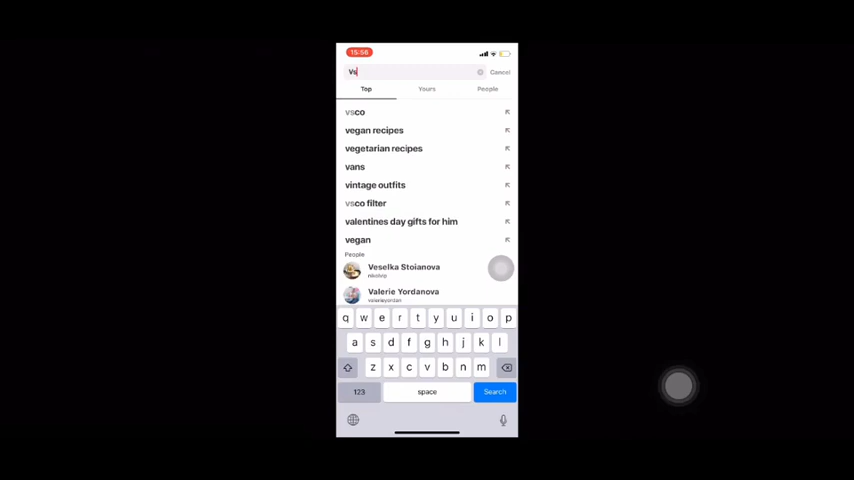 15:56
Vs
Cancel
Top Yours People
vsco
vegan recipes
vegetarian recipes
vans
vintage outfits
vsco filter
valentines day gifts for him
vegan
People
Veselka Stoianova
Valerie Yordanova
valerieyordan
q w e r t y u i o p
a s d f g h j k l
z x c v b n m
123 space Search